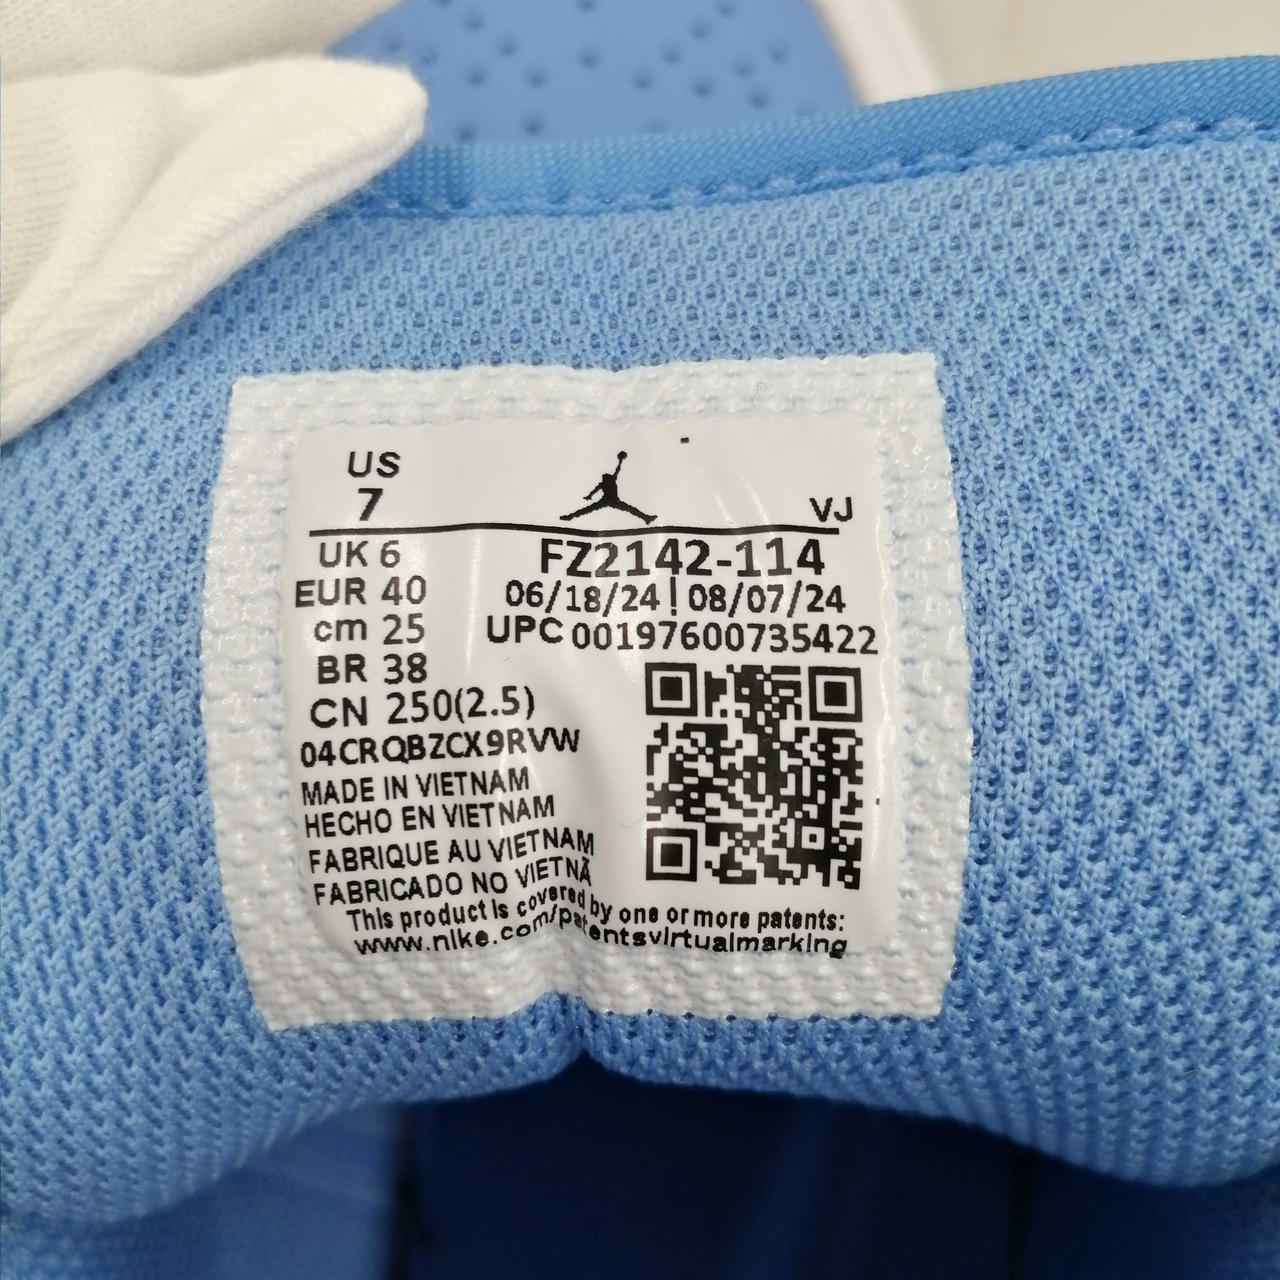 US
7
VJ
UK 6
FZ2142-114
EUR 40
06/18/24 | 08/07/24
cm 25
UPC 00197600735422
BR 38
CN 250(2.5)
04CRQBZCX9RVW
MADE IN VIETNAM
HECHO EN VIETNAM
FABRIQUE AU VIETNAM
FABRICADO NO VIETNÃ
This product is covered by one or more patents:
www.nike.com/patentsvirtualmarking